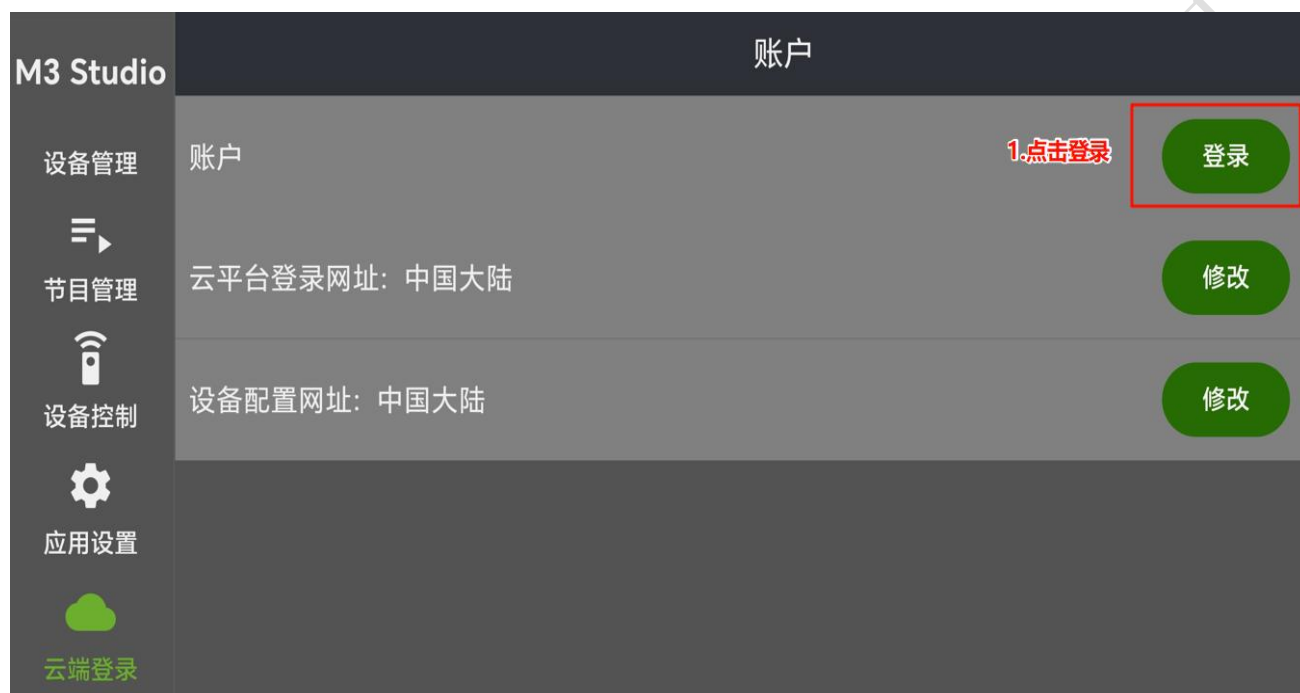 M3 Studio
账户
设备管理
账户
1.点击登录
登录
节目管理
云平台登录网址: 中国大陆
修改
设备控制
设备配置网址: 中国大陆
修改
应用设置
云端登录